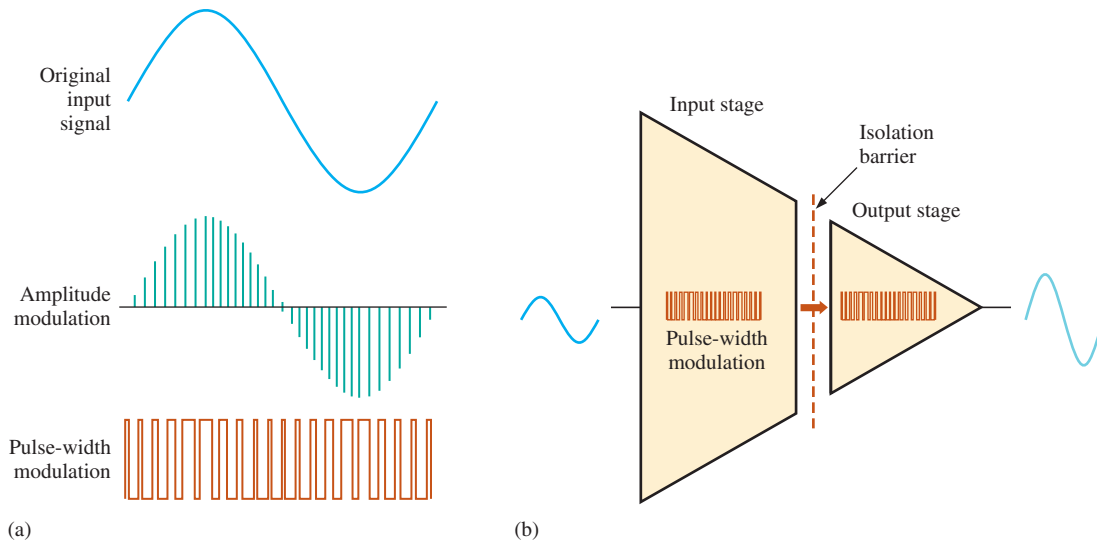 Original
input
signal
Amplitude
modulation
Pulse-width
modulation
(a)
Input stage
Isolation
barrier
Output stage
Pulse-width
modulation
(b)